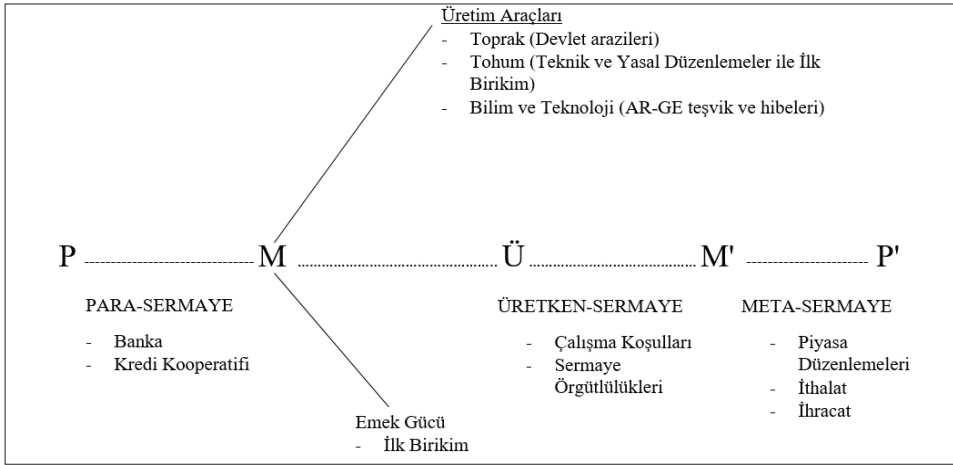 Üretim Araçları
- Toprak (Devlet arazileri)
- Tohum (Teknik ve Yasal Düzenlemeler ile İlk
Birikim)
- Bilim ve Teknoloji (AR-GE teşvik ve hibeleri)
P ---------------------------------- M .......................................... Ü ................................... M' ------------------------ P'
PARA-SERMAYE
- Banka
- Kredi Kooperatifi
ÜRETKEN-SERMAYE
- Çalışma Koşulları
- Sermaye
Örgütlülükleri
META-SERMAYE
- Piyasa
Düzenlemeleri
- İthalat
- İhracat
Emek Gücü
- İlk Birikim